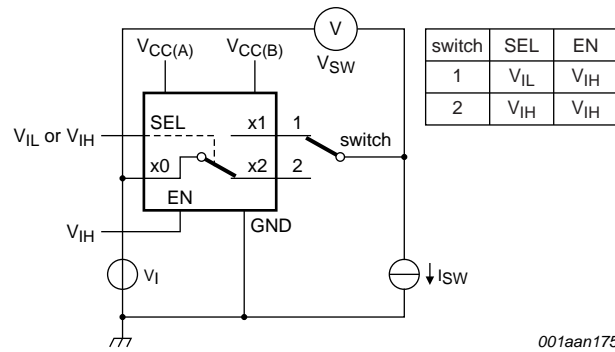 V
VCC(A) VCC(B) VSW
switch SEL EN
1 VIL VIH
2 VIH VIH
SEL x1 1
VIL or VIH switch
x0 x2 2
EN
VIH GND
VI ISW
001aan175